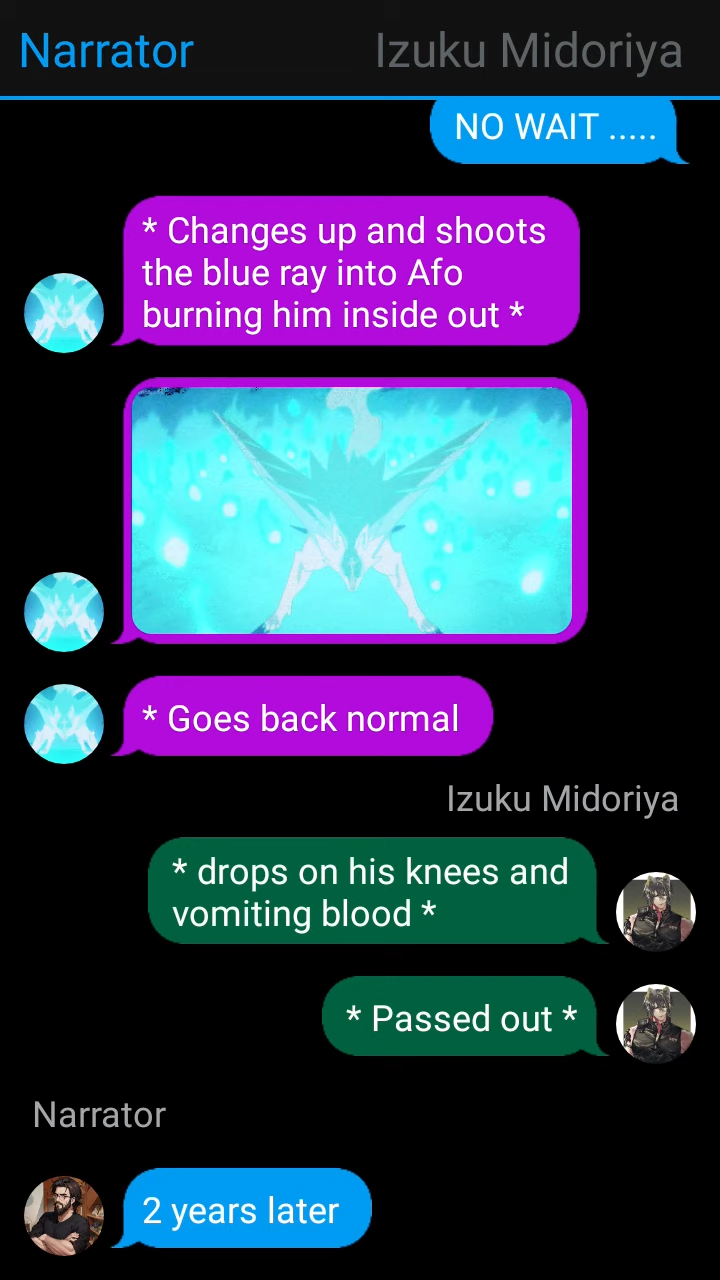 Narrator
Izuku Midoriya
NO WAIT .....
* Changes up and shoots
the blue ray into Afo
burning him inside out *
* Goes back normal
Izuku Midoriya
* drops on his knees and
vomiting blood *
* Passed out *
Narrator
2 years later